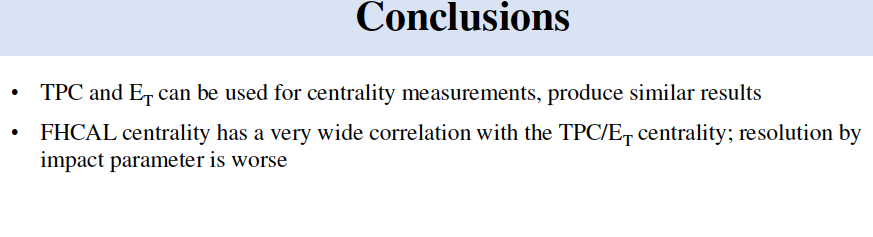 Conclusions
• TPC and E_T can be used for centrality measurements, produce similar results
• FHCAL centrality has a very wide correlation with the TPC/E_T centrality; resolution by
impact parameter is worse